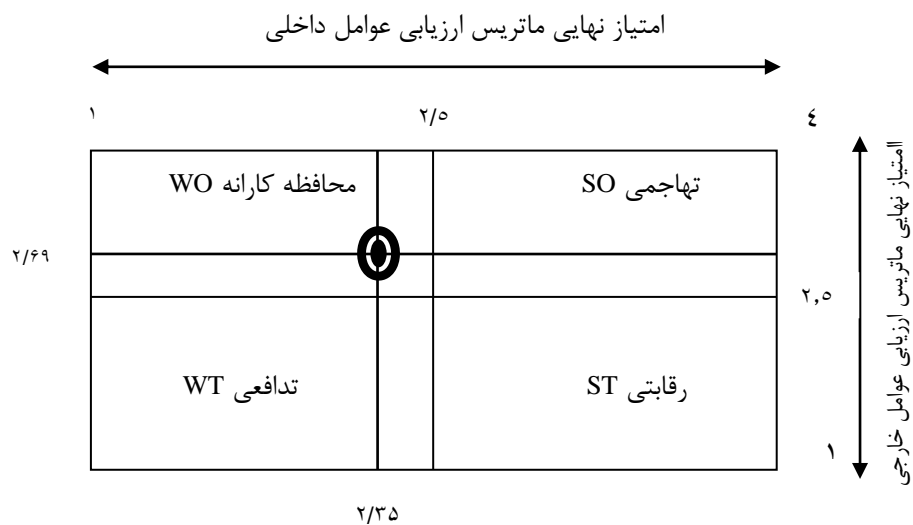 امتیاز نهایی ماتریس ارزیابی عوامل داخلی
۱
۲/۵
٤
محافظه کارانه WO
تهاجمی SO
۲/۶۹
۲,۵
تدافعی WT
رقابتی ST
۱
۲/۳۵
اامتیاز نهایی ماتریس ارزیابی عوامل خارجی